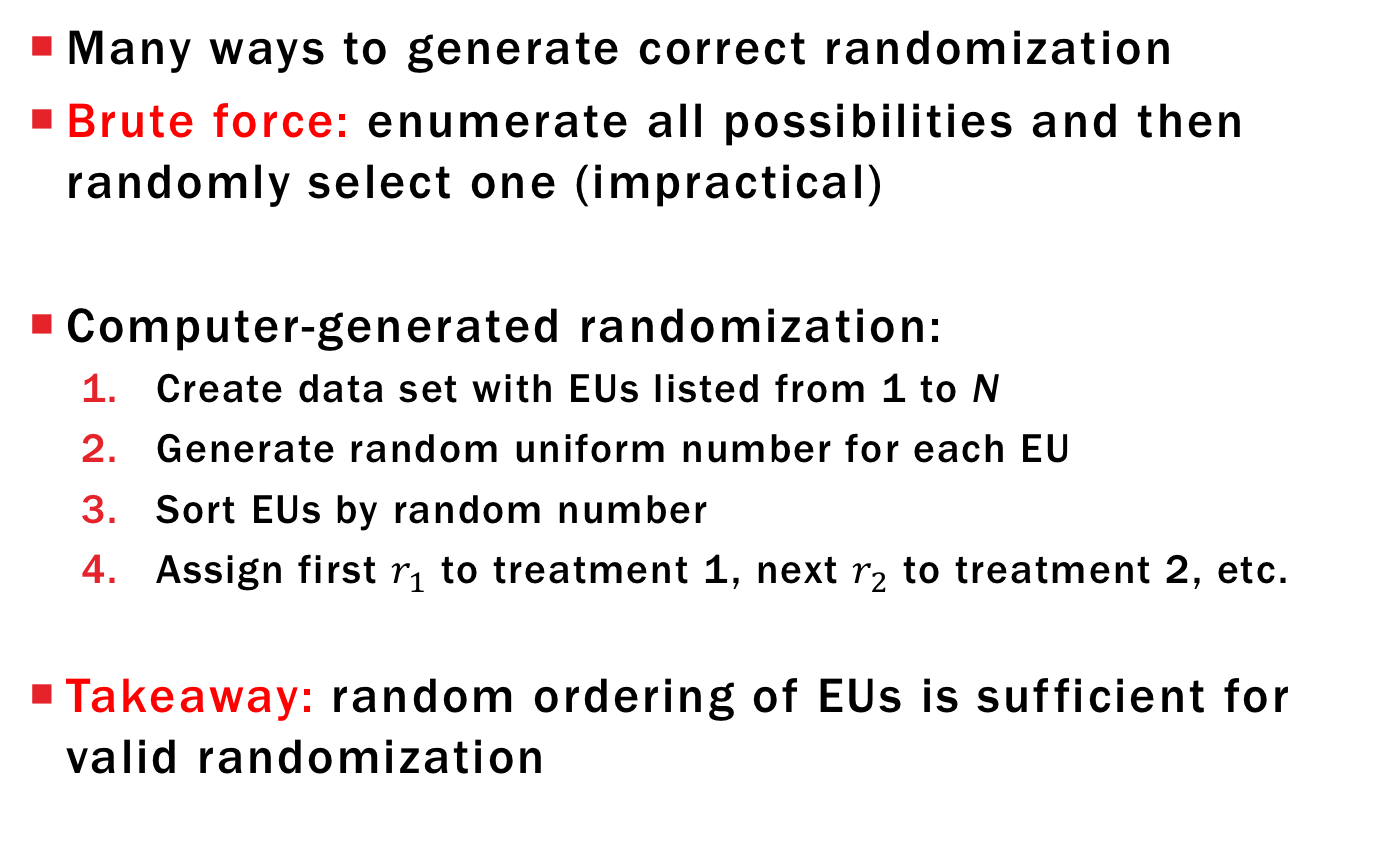 Many ways to generate correct randomization
Brute force: enumerate all possibilities and then
randomly select one (impractical)
Computer-generated randomization:
1. Create data set with EUs listed from 1 to N
2. Generate random uniform number for each EU
3. Sort EUs by random number
4. Assign first r₁ to treatment 1, next r₂ to treatment 2, etc.
Takeaway: random ordering of EUs is sufficient for
valid randomization